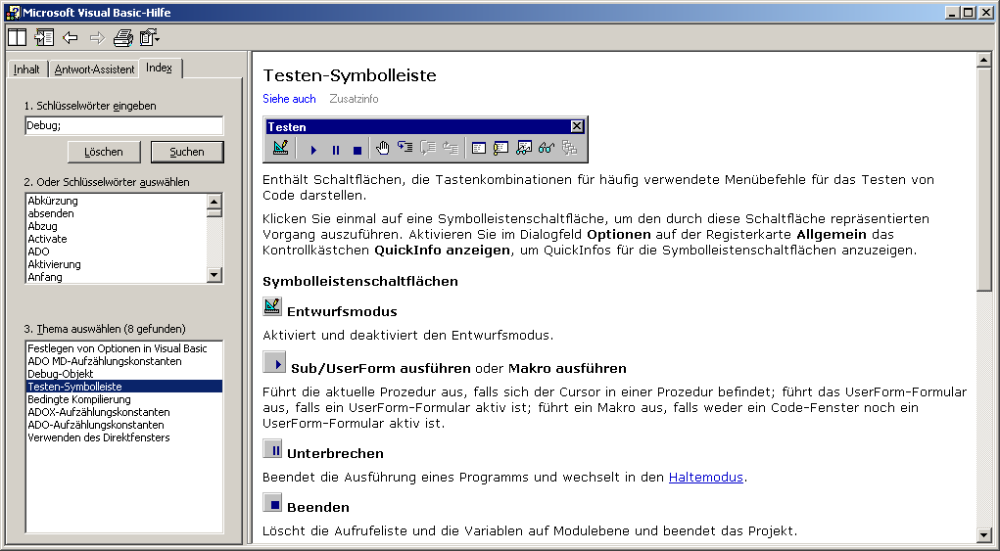 Microsoft Visual Basic-Hilfe
Inhalt
Antwort-Assistent
Index
1. Schlüsselwörter eingeben
Debug;
Löschen
Suchen
2. Oder Schlüsselwörter auswählen
Abkürzung
absenden
Abzug
Activate
ADO
Aktivierung
Anfang
3. Thema auswählen (8 gefunden)
Festlegen von Optionen in Visual Basic
ADO MD-Aufzählungskonstanten
Debug-Objekt
Testen-Symbolleiste
Bedingte Kompilierung
ADOX-Aufzählungskonstanten
ADO-Aufzählungskonstanten
Verwenden des Direktfensters
Testen-Symbolleiste
Siehe auch Zusatzinfo
Testen
Enthält Schaltflächen, die Tastenkombinationen für häufig verwendete Menübefehle für das Testen von
Code darstellen.
Klicken Sie einmal auf eine Symbolleistenschaltfläche, um den durch diese Schaltfläche repräsentierten
Vorgang auszuführen. Aktivieren Sie im Dialogfeld Optionen auf der Registerkarte Allgemein das
Kontrollkästchen QuickInfo anzeigen, um QuickInfos für die Symbolleistenschaltflächen anzuzeigen.
Symbolleistenschaltflächen
Entwurfsmodus
Aktiviert und deaktiviert den Entwurfsmodus.
Sub/UserForm ausführen oder Makro ausführen
Führt die aktuelle Prozedur aus, falls sich der Cursor in einer Prozedur befindet; führt das UserForm-Formular
aus, falls ein UserForm-Formular aktiv ist; führt ein Makro aus, falls weder ein Code-Fenster noch ein
UserForm-Formular aktiv ist.
Unterbrechen
Beendet die Ausführung eines Programms und wechselt in den Haltemodus.
Beenden
Löscht die Aufrufeliste und die Variablen auf Modulebene und beendet das Projekt.